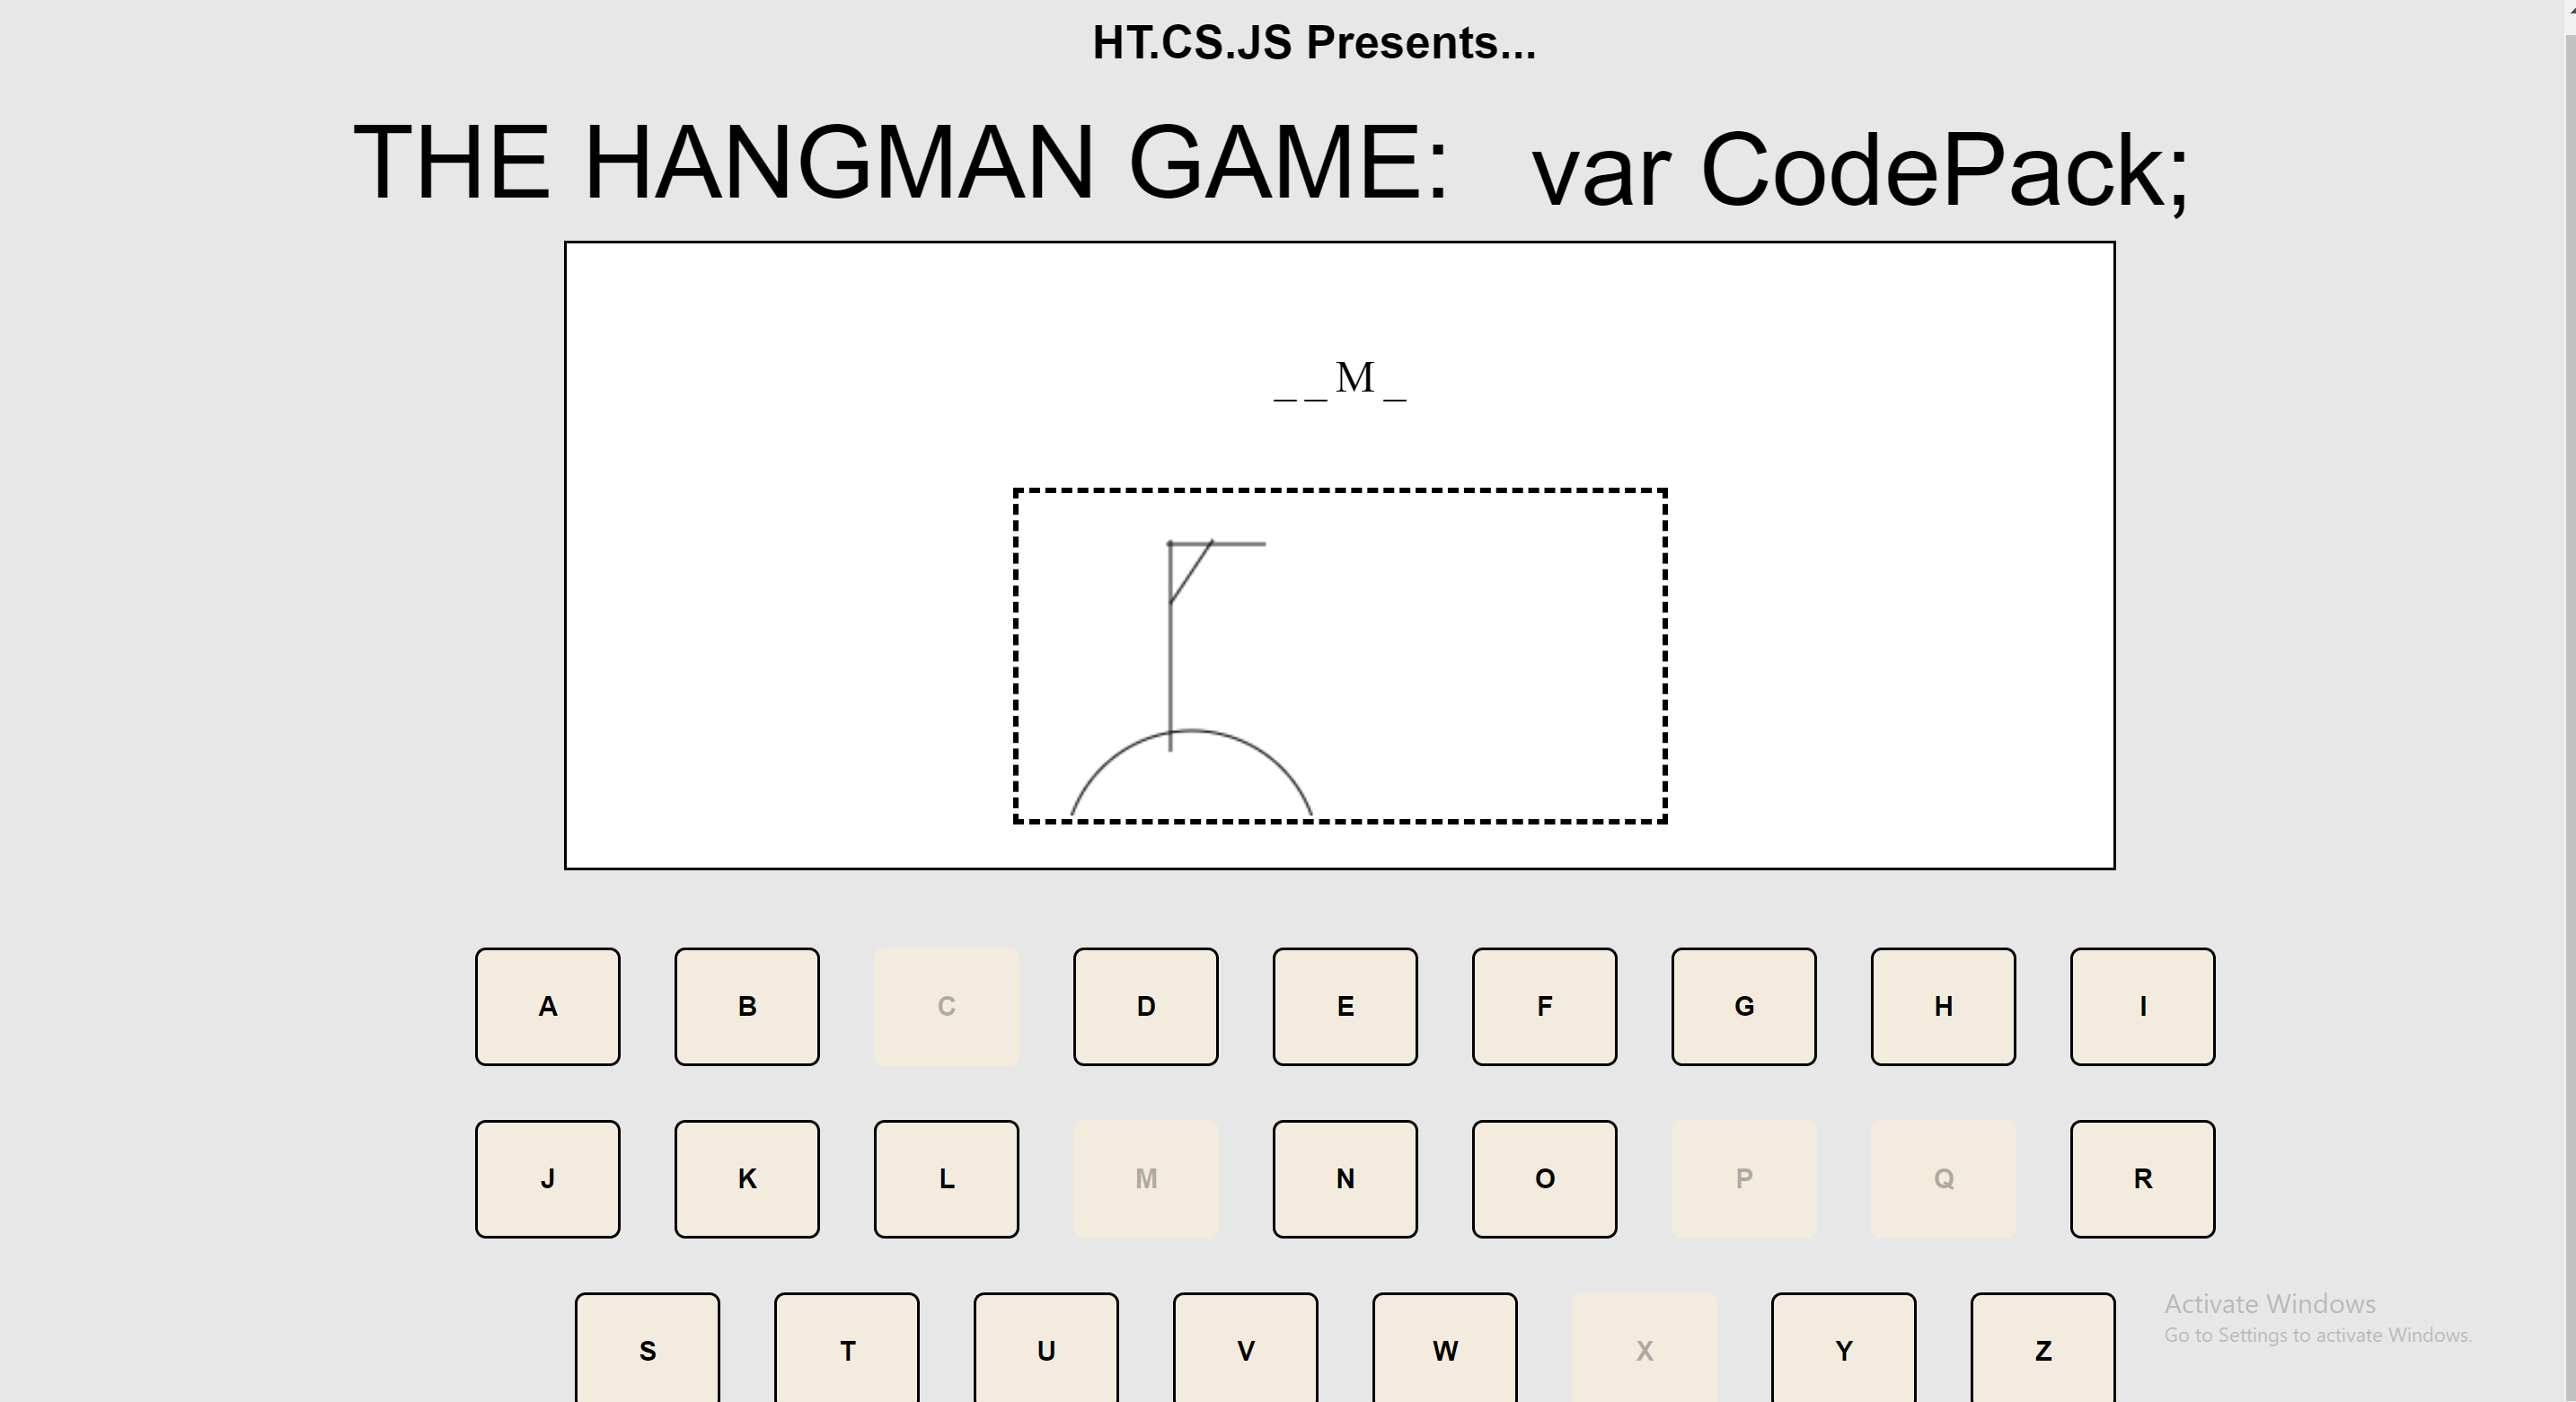 HT.CS.JS Presents...
THE HANGMAN GAME: var CodePack;
_ _ M _
A B C D E F G H I
J K L M N O P Q R
S T U V W X Y Z
Activate Windows
Go to Settings to activate Windows.